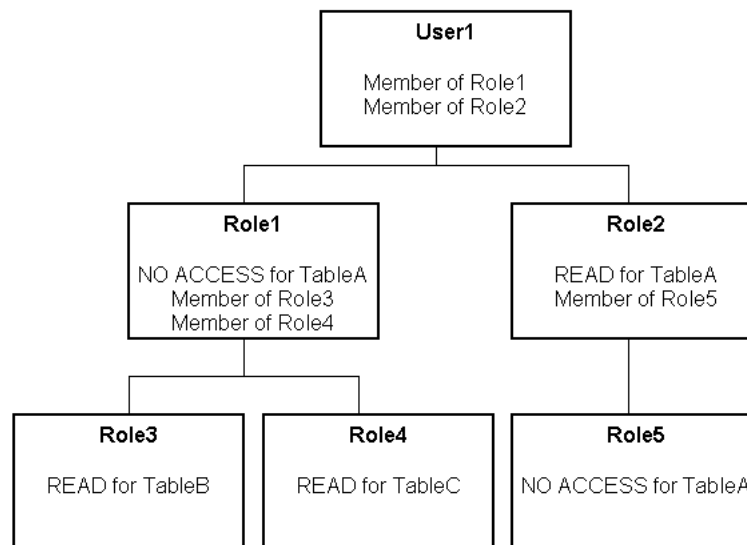 User1
Member of Role1
Member of Role2
Role1
NO ACCESS for TableA
Member of Role3
Member of Role4
Role2
READ for TableA
Member of Role5
Role3
READ for TableB
Role4
READ for TableC
Role5
NO ACCESS for TableA